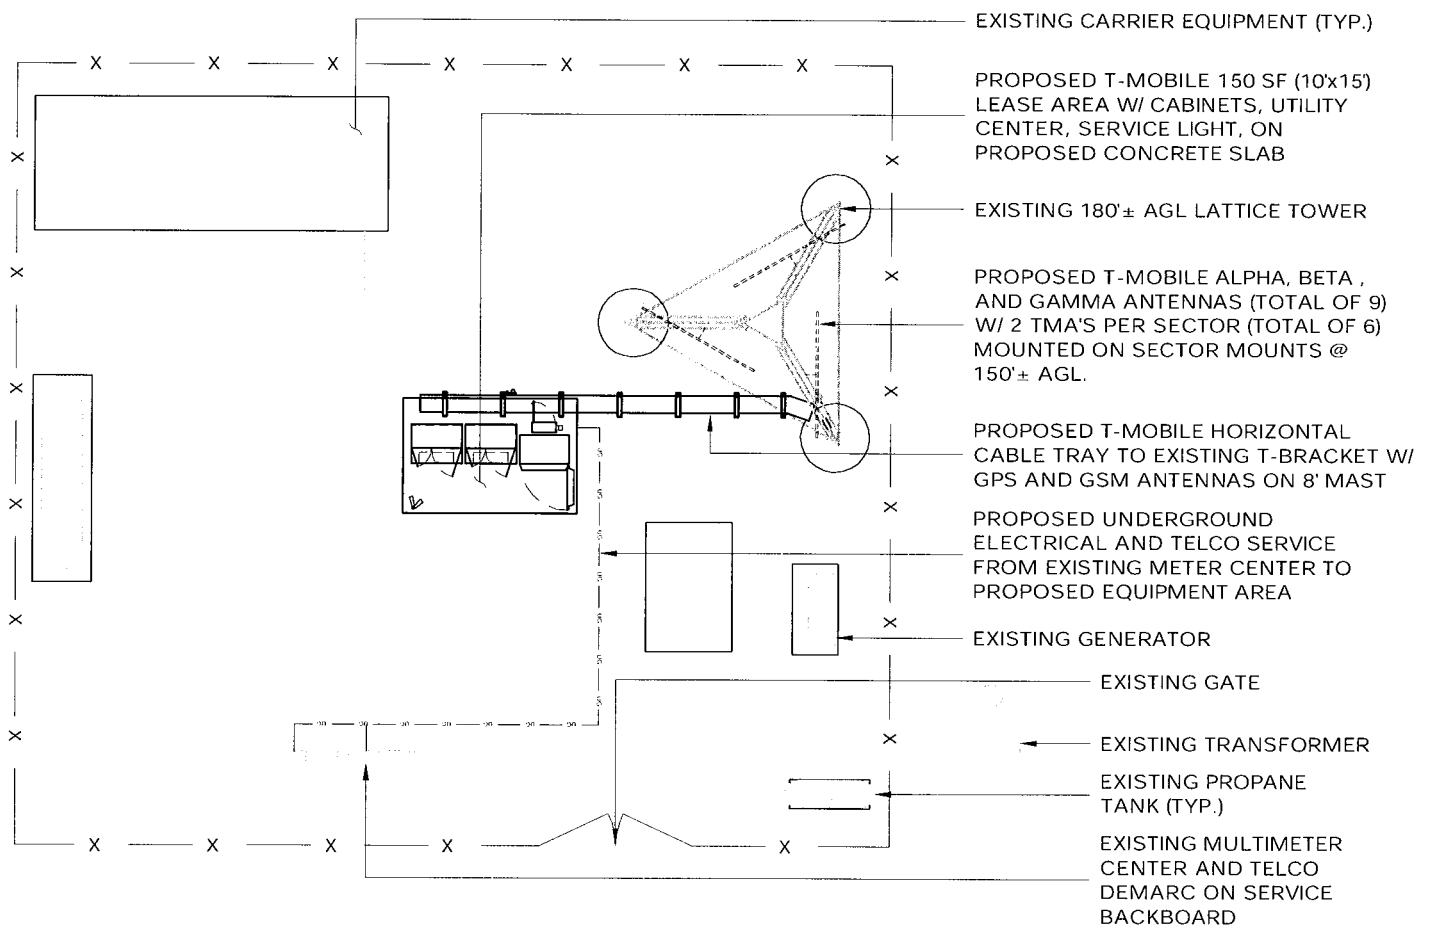 EXISTING CARRIER EQUIPMENT (TYP.)
PROPOSED T-MOBILE 150 SF (10'x15')
LEASE AREA W/ CABINETS, UTILITY
CENTER, SERVICE LIGHT, ON
PROPOSED CONCRETE SLAB
EXISTING 180'± AGL LATTICE TOWER
PROPOSED T-MOBILE ALPHA, BETA ,
AND GAMMA ANTENNAS (TOTAL OF 9)
W/ 2 TMA'S PER SECTOR (TOTAL OF 6)
MOUNTED ON SECTOR MOUNTS @
150'± AGL.
PROPOSED T-MOBILE HORIZONTAL
CABLE TRAY TO EXISTING T-BRACKET W/
GPS AND GSM ANTENNAS ON 8' MAST
PROPOSED UNDERGROUND
ELECTRICAL AND TELCO SERVICE
FROM EXISTING METER CENTER TO
PROPOSED EQUIPMENT AREA
EXISTING GENERATOR
EXISTING GATE
EXISTING TRANSFORMER
EXISTING PROPANE
TANK (TYP.)
EXISTING MULTIMETER
CENTER AND TELCO
DEMARC ON SERVICE
BACKBOARD